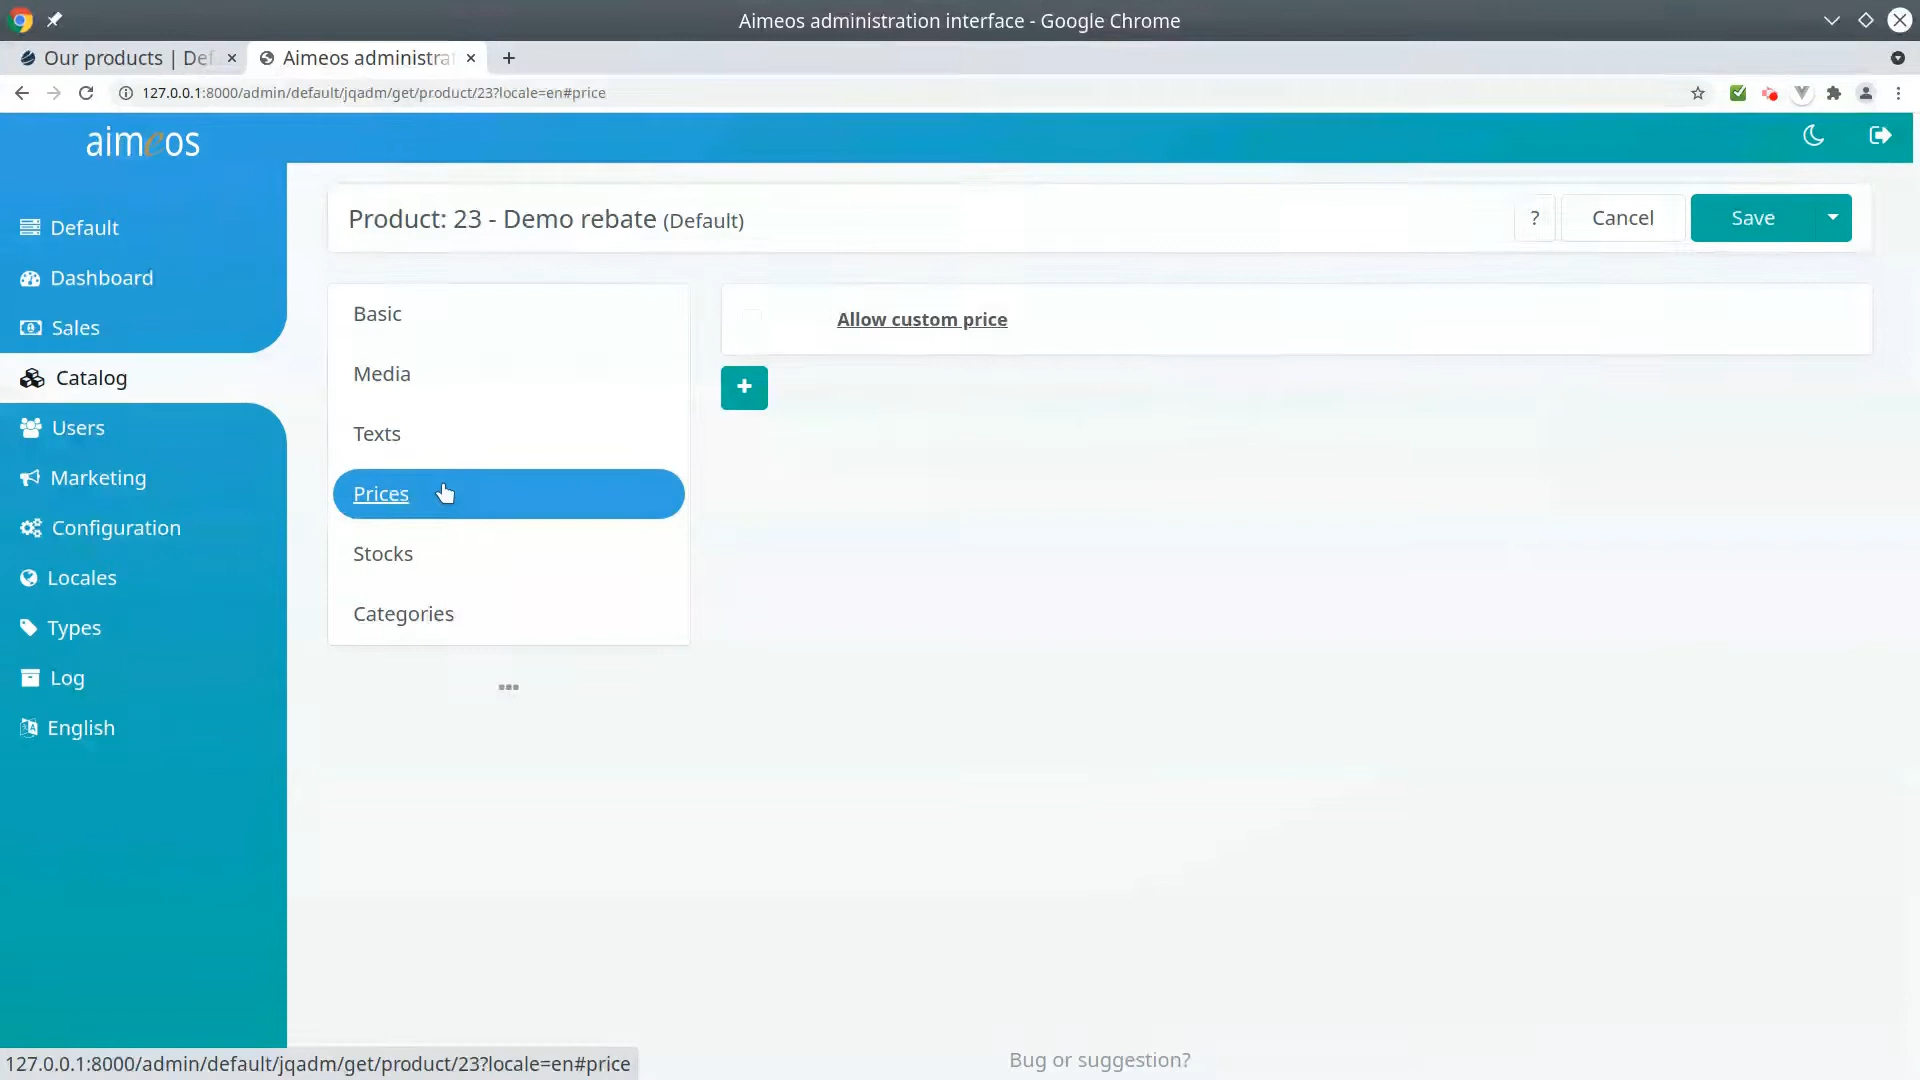 Aimeos administration interface - Google Chrome
Our products | Def
Aimeos administra
127.0.0.1:8000/admin/default/jqadm/get/product/23?locale=en#price
aimeos
Default
Dashboard
Sales
Catalog
Users
Marketing
Configuration
Locales
Types
Log
English
Product: 23 - Demo rebate (Default)
?
Cancel
Save
Basic
Media
Texts
Prices
Stocks
Categories
Allow custom price
+
Bug or suggestion?
127.0.0.1:8000/admin/default/jqadm/get/product/23?locale=en#price